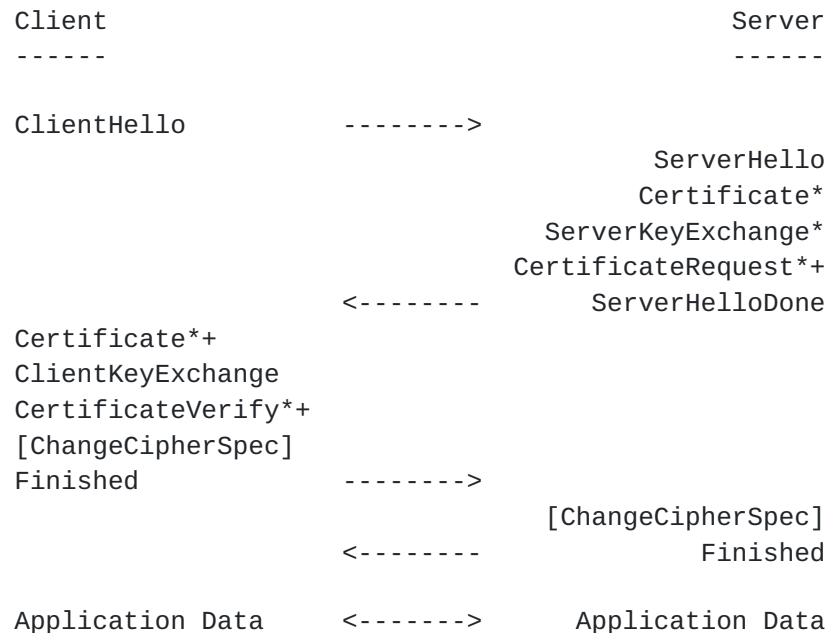 Client                                               Server
------                                               ------
ClientHello                  -------->
                                                ServerHello
                                               Certificate*
                                         ServerKeyExchange*
                                       CertificateRequest*+
                             <--------      ServerHelloDone
Certificate*+
ClientKeyExchange
CertificateVerify*+
[ChangeCipherSpec]
Finished                     -------->
                                         [ChangeCipherSpec]
                             <--------             Finished
Application Data             <------->     Application Data